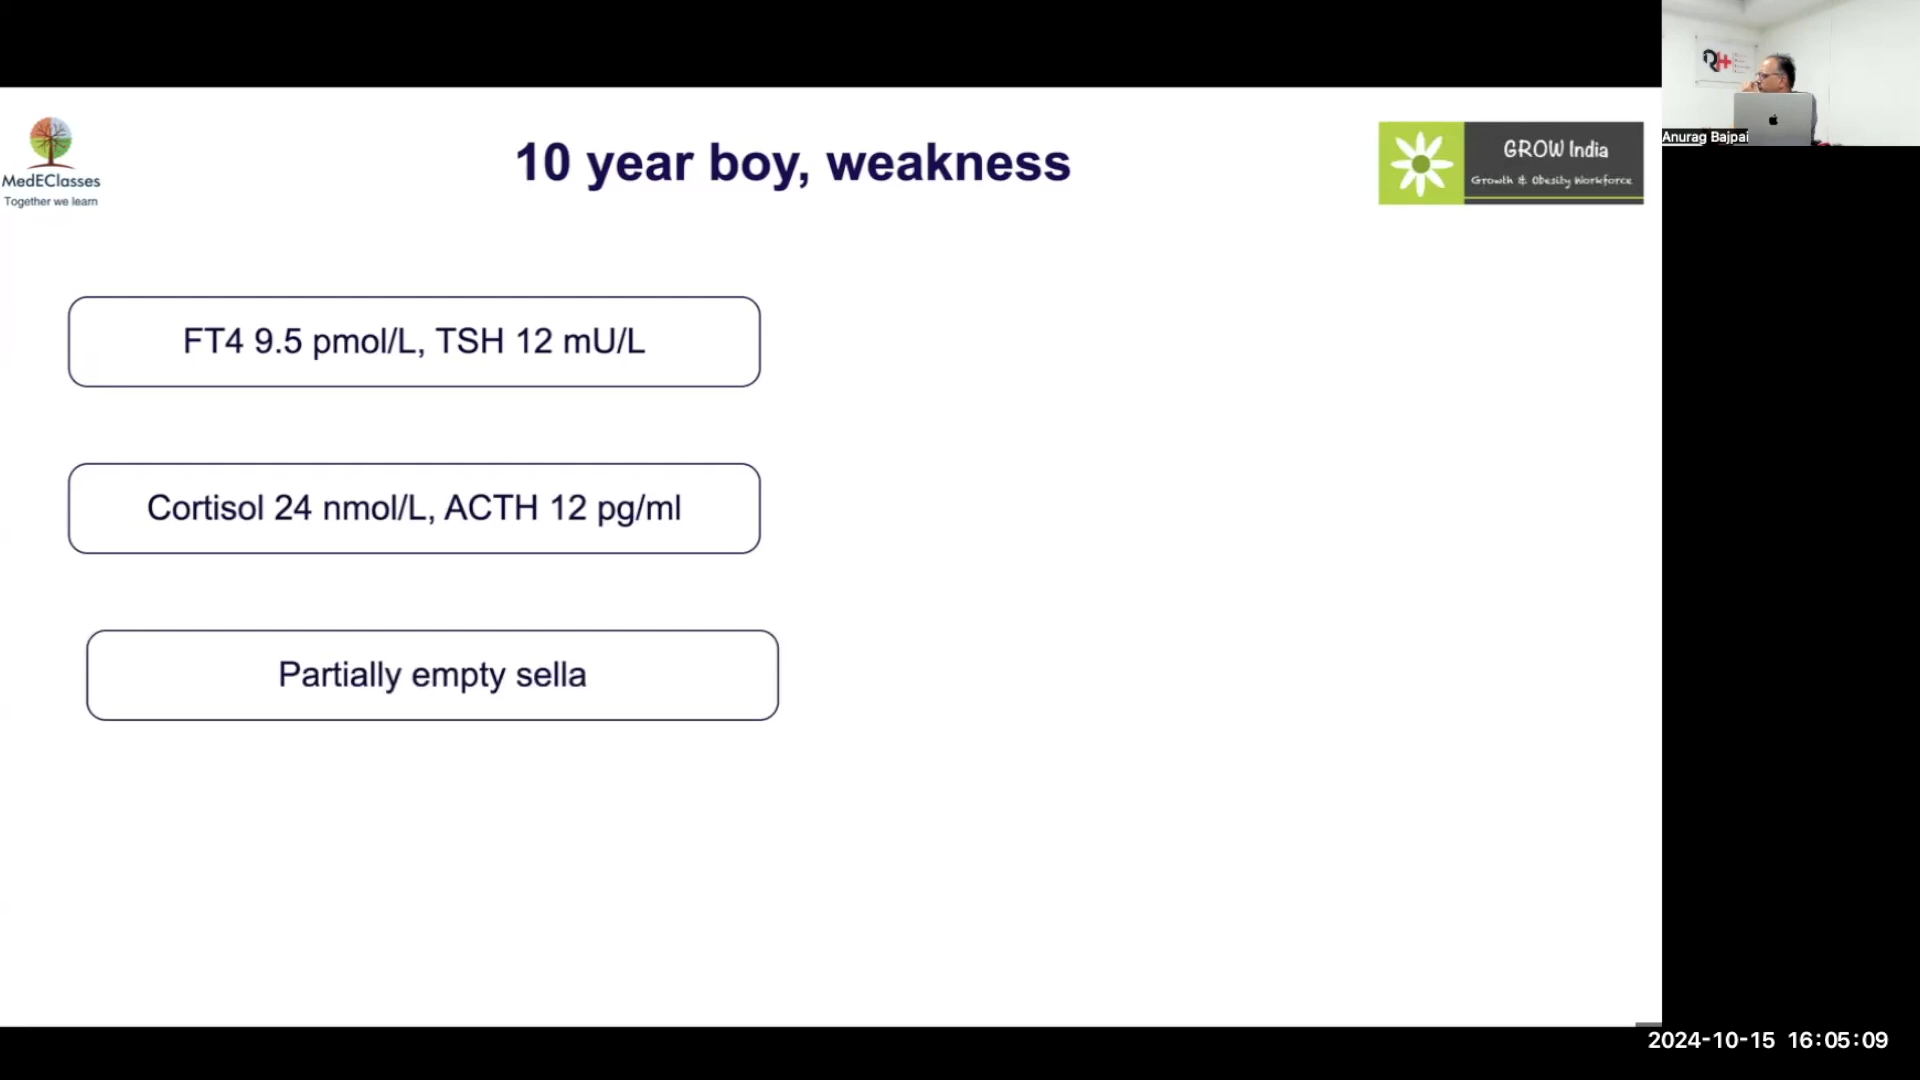 Anurag Bajpai
MedEClasses
Together we learn
10 year boy, weakness
GROW India
Growth & Obesity Workforce
FT4 9.5 pmol/L, TSH 12 mU/L
Cortisol 24 nmol/L, ACTH 12 pg/ml
Partially empty sella
2024-10-15 16:05:09